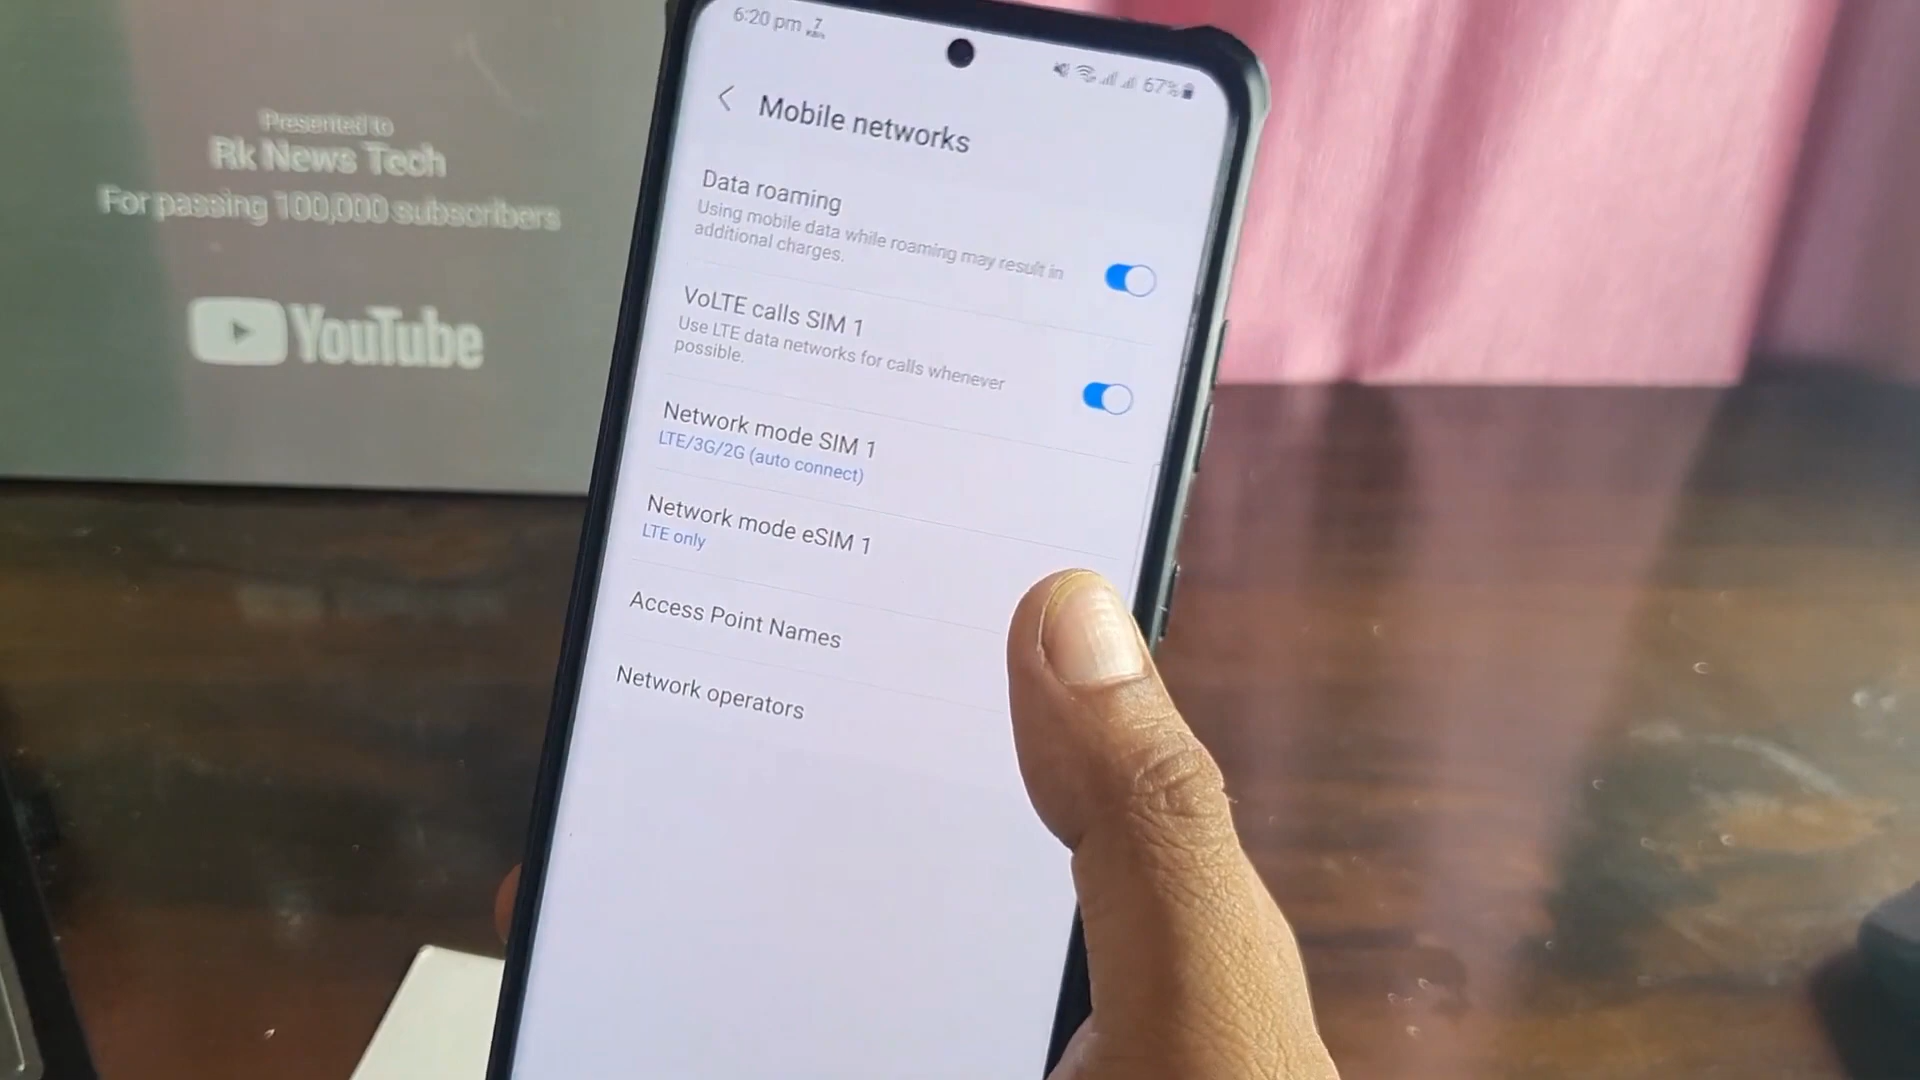 Presented to
Rk News Tech
For passing 100,000 subscribers
YouTube
6:20 pm
67%
Mobile networks
Data roaming
Using mobile data while roaming may result in
additional charges.
VoLTE calls SIM 1
Use LTE data networks for calls whenever
possible.
Network mode SIM 1
LTE/3G/2G (auto connect)
Network mode eSIM 1
LTE only
Access Point Names
Network operators